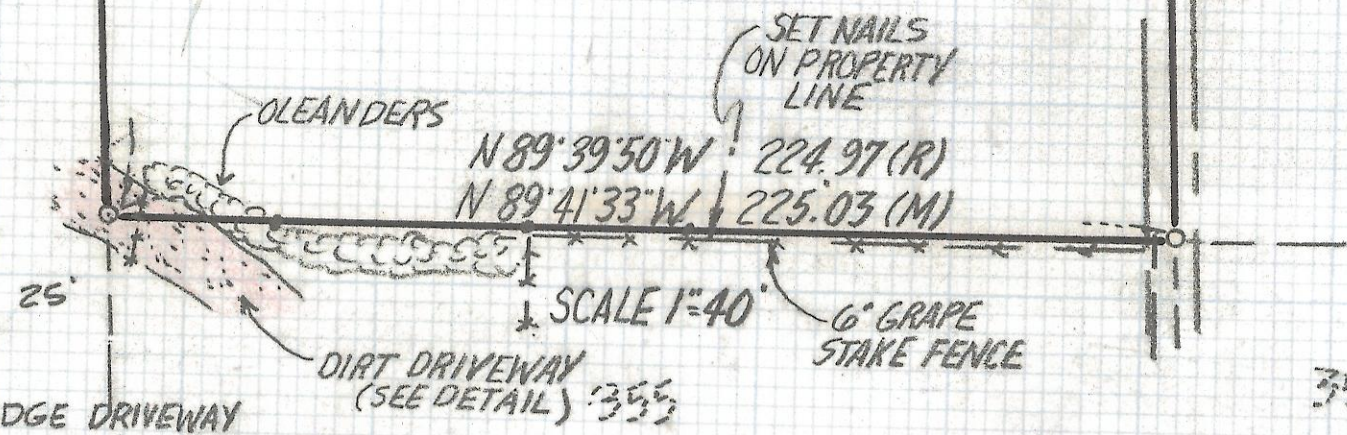 SET NAILS
ON PROPERTY
LINE
OLEANDERS
N 89°39'50"W 224.97'(R)
N 89°41'33"W 225.03'(M)
25'
SCALE 1"=40'
6' GRAPE
STAKE FENCE
DIRT DRIVEWAY
(SEE DETAIL)
DGE DRIVEWAY